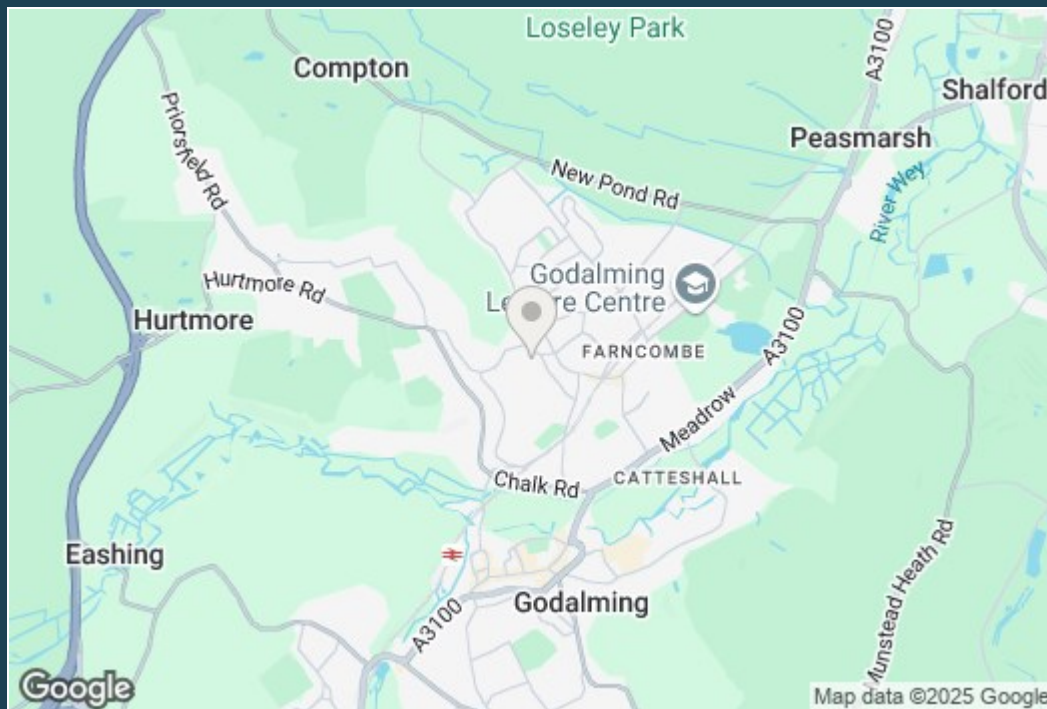 Loseley Park
Compton
A3100
Shalford
Peasmarsh
Priorsfield Rd
New Pond Rd
River Wey
Hurtmore Rd
Godalming
Centre
Hurtmore
FARNCOMBE
A3100
Meadrow
CATTESHALL
Chalk Rd
Eashing
Munstead Heath Rd
Godalming
A3100
Google
Map data ©2025 Google